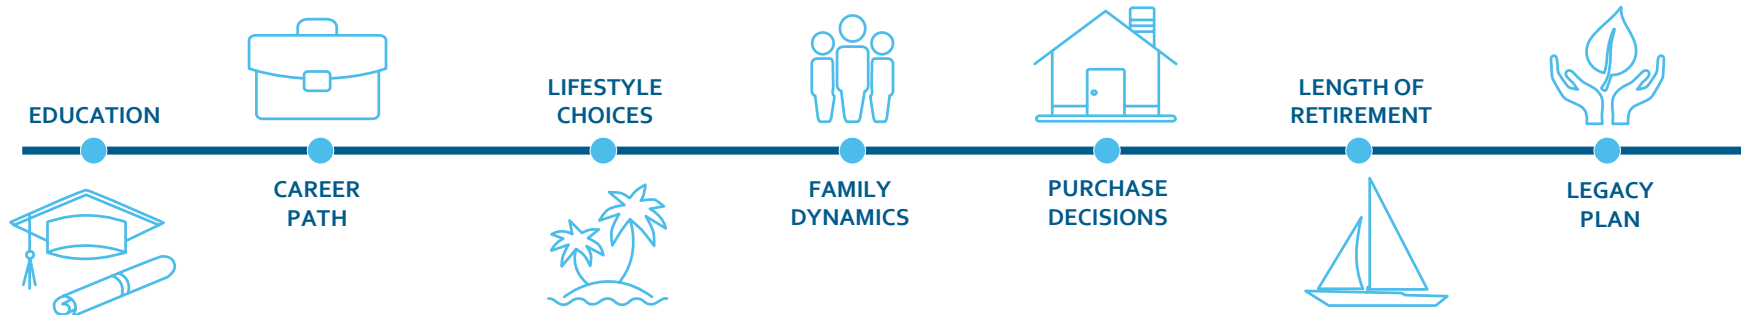 EDUCATION
CAREER
PATH
LIFESTYLE
CHOICES
FAMILY
DYNAMICS
PURCHASE
DECISIONS
LENGTH OF
RETIREMENT
LEGACY
PLAN